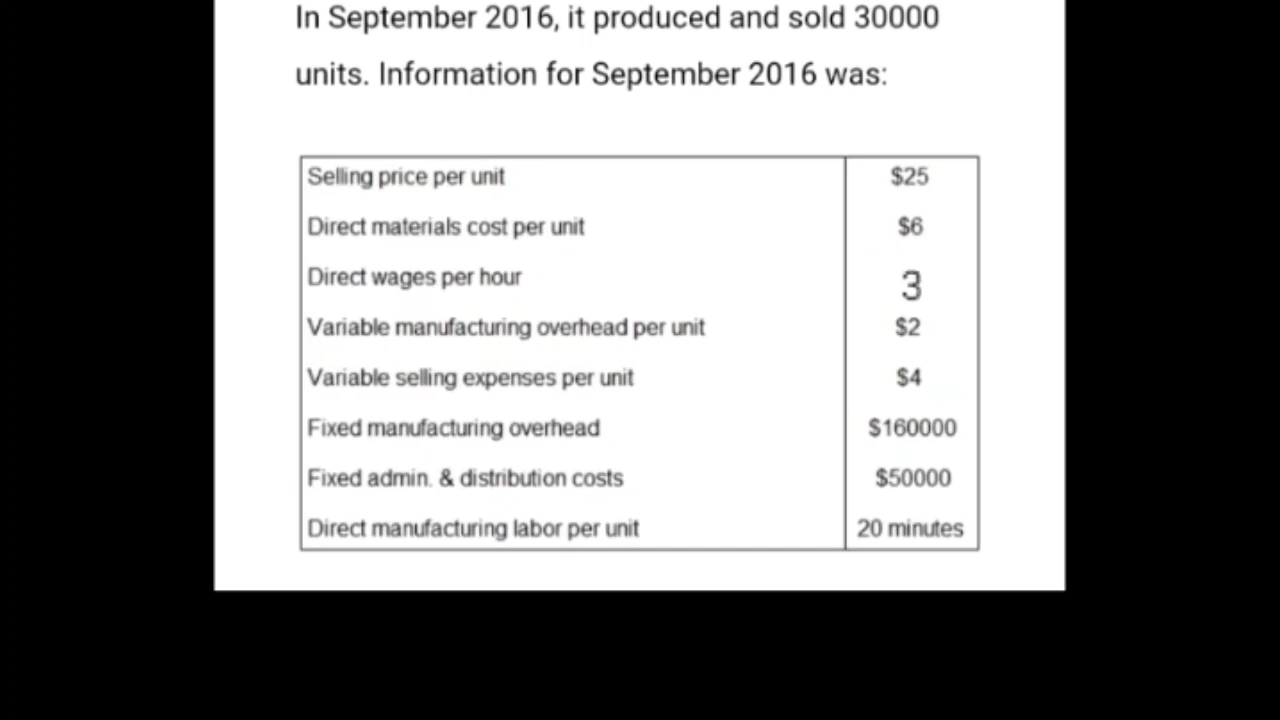 In September 2016, it produced and sold 30000
units. Information for September 2016 was:
Selling price per unit $25
Direct materials cost per unit $6
Direct wages per hour 3
Variable manufacturing overhead per unit $2
Variable selling expenses per unit $4
Fixed manufacturing overhead $160000
Fixed admin. & distribution costs $50000
Direct manufacturing labor per unit 20 minutes